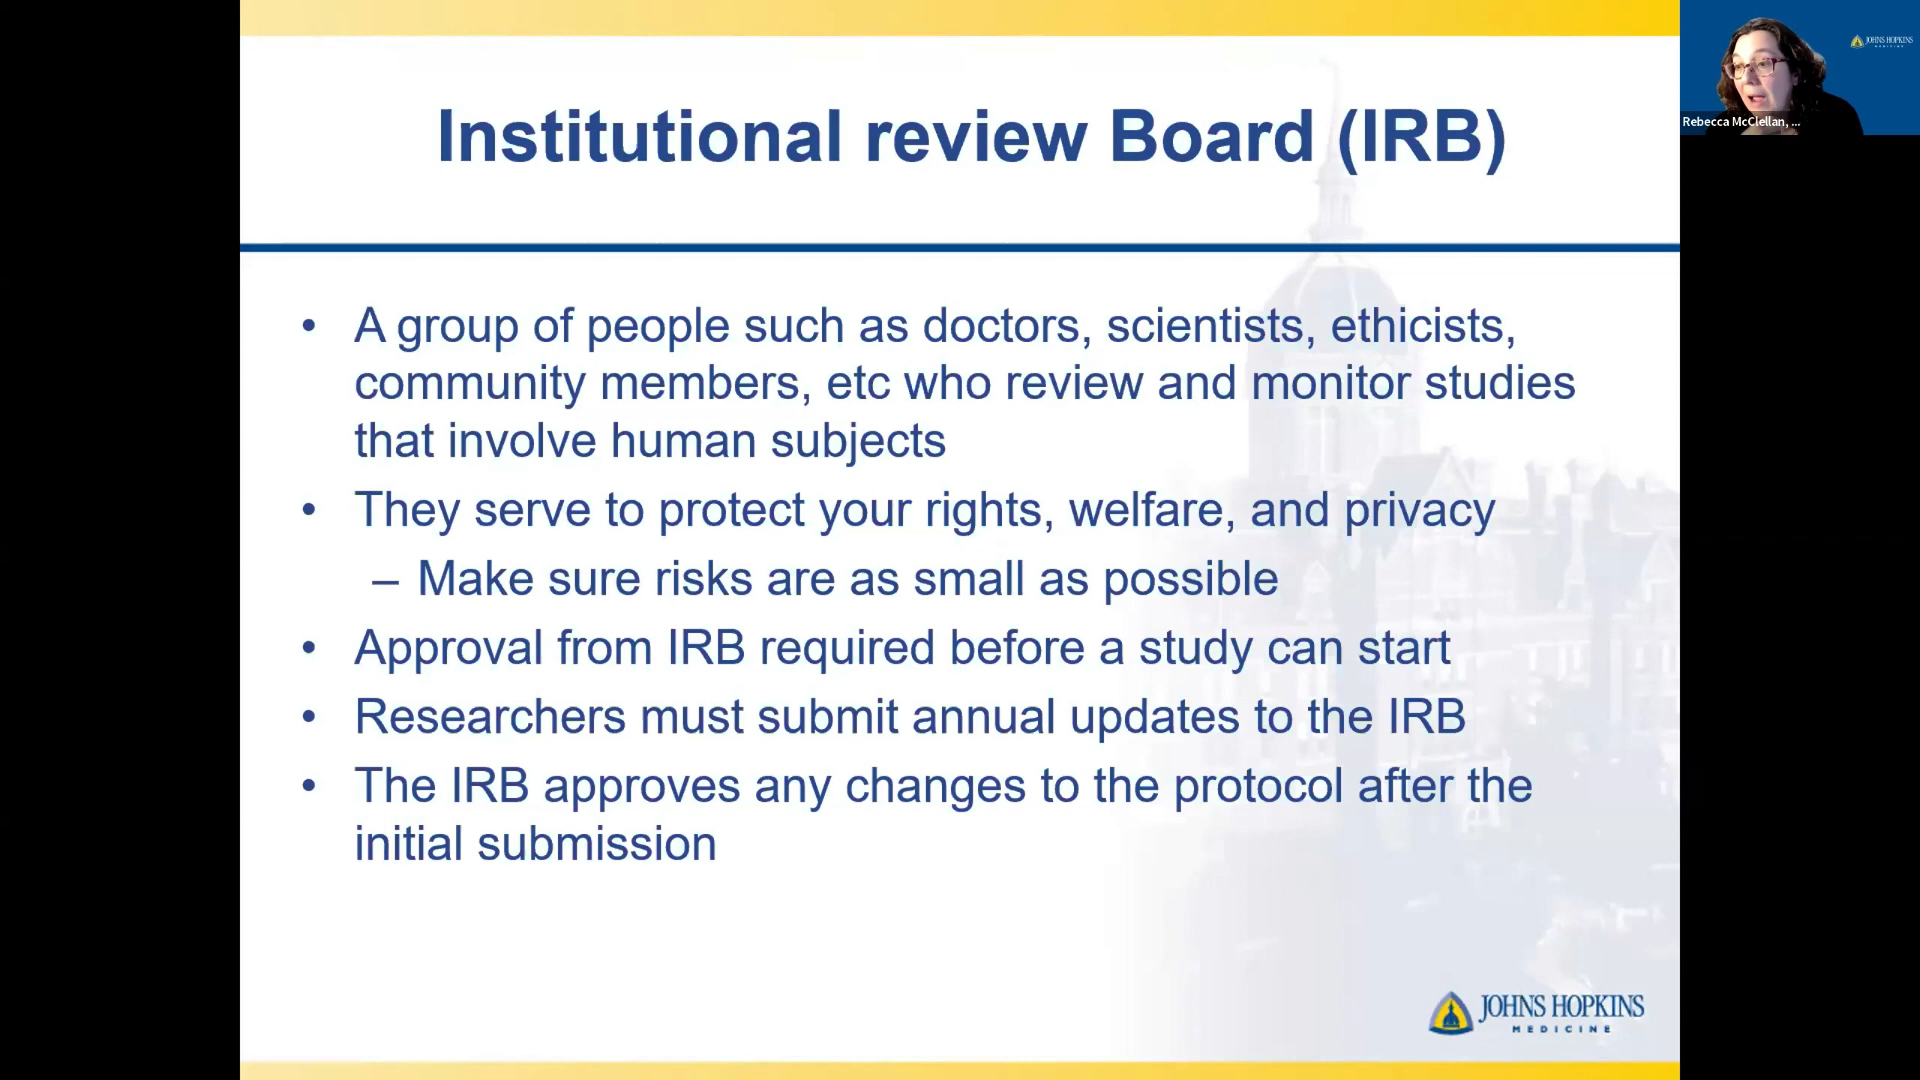 Institutional review Board (IRB)
JOHNS HOPKINS
MEDICINE
Rebecca McClellan, ...
• A group of people such as doctors, scientists, ethicists,
community members, etc who review and monitor studies
that involve human subjects
• They serve to protect your rights, welfare, and privacy
– Make sure risks are as small as possible
• Approval from IRB required before a study can start
• Researchers must submit annual updates to the IRB
• The IRB approves any changes to the protocol after the
initial submission
JOHNS HOPKINS
MEDICINE